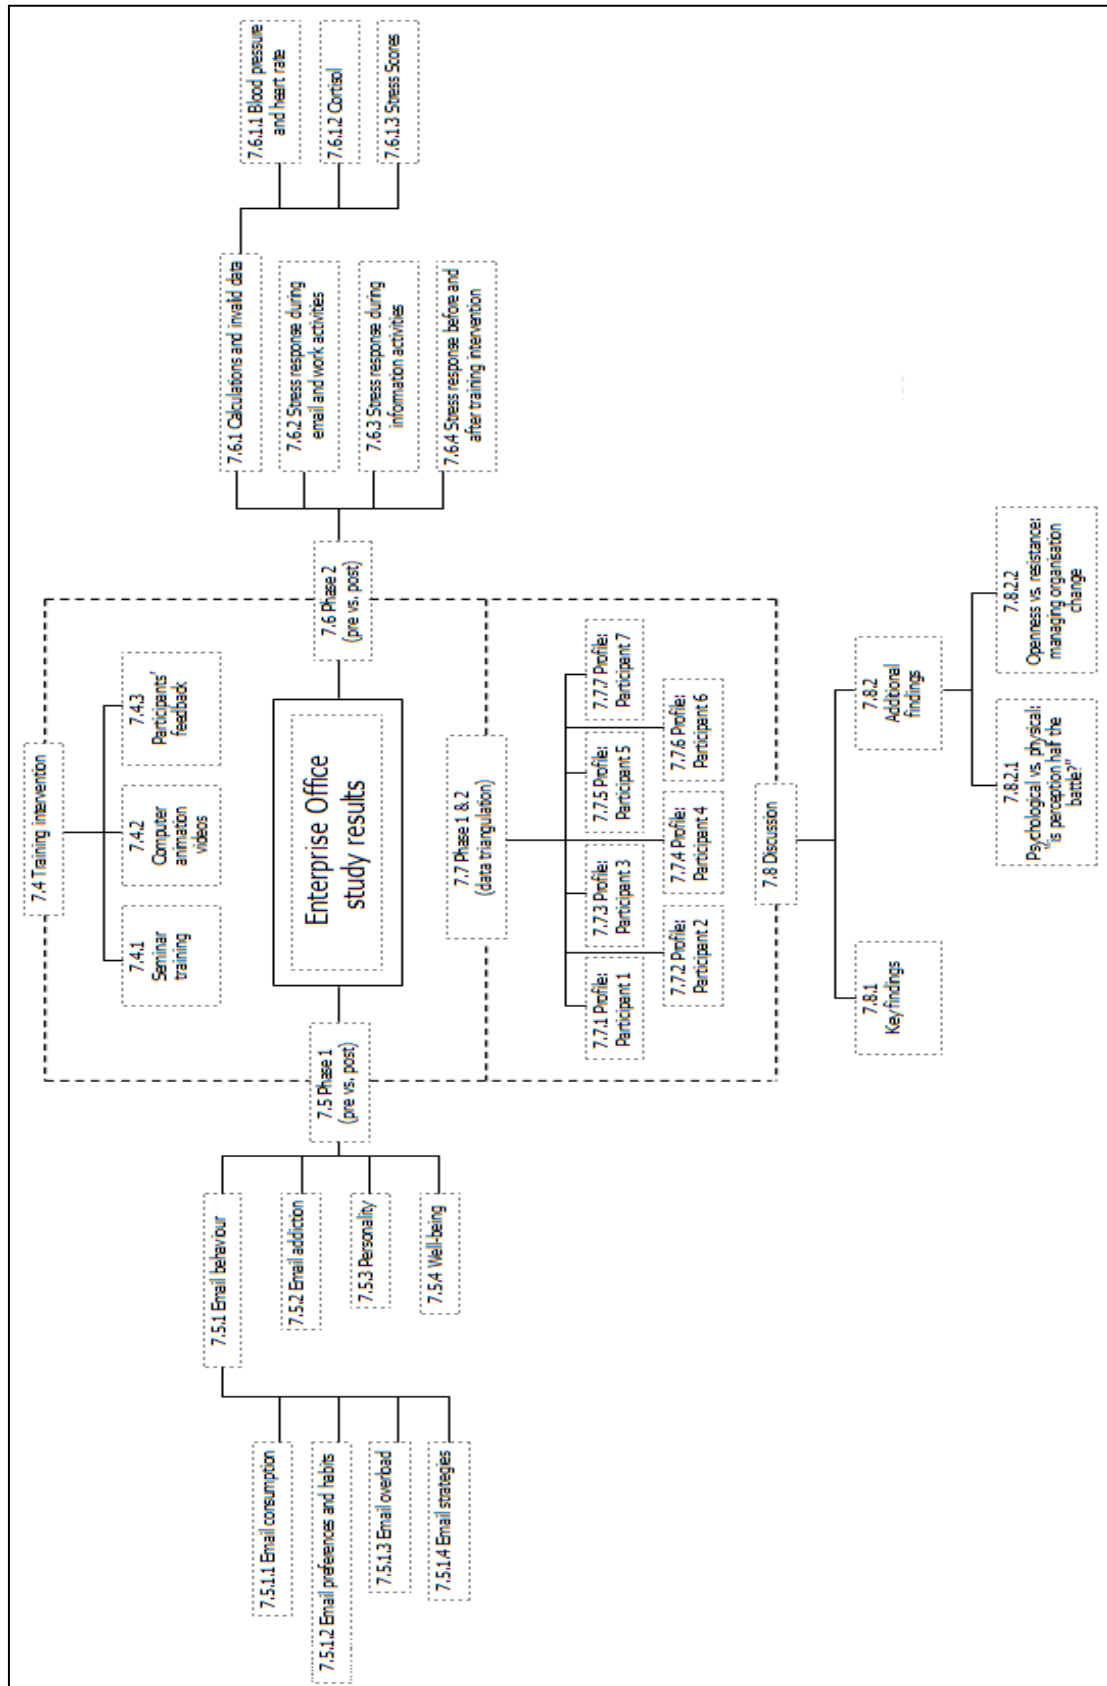 7.4 Training intervention
7.4.1
Seminar
training
7.4.2
Computer
animation
videos
7.4.3
Participants'
feedback
Enterprise Office
study results
7.5 Phase 1
(pre vs. post)
7.5.1 Email behaviour
7.5.2 Email addiction
7.5.3 Personality
7.5.4 Well-being
7.5.1.1 Email consumption
7.5.1.2 Email preferences and habits
7.5.1.3 Email overload
7.5.1.4 Email strategies
7.6 Phase 2
(pre vs. post)
7.6.1 Calculations and invalid data
7.6.2 Stress response during
email and work activities
7.6.3 Stress response during
information activities
7.6.4 Stress response before and
after training intervention
7.6.1.1 Blood pressure
and heart rate
7.6.1.2 Cortisol
7.6.1.3 Stress Scores
7.7 Phase 1 & 2
(data triangulation)
7.7.1 Profile:
Participant 1
7.7.2 Profile:
Participant 2
7.7.3 Profile:
Participant 3
7.7.4 Profile:
Participant 4
7.7.5 Profile:
Participant 5
7.7.6 Profile:
Participant 6
7.7.7 Profile:
Participant 7
7.8 Discussion
7.8.1
Key findings
7.8.2
Additional
findings
7.8.2.1
Psychological vs. physical:
"is perception half the
battle?"
7.8.2.2
Openness vs. resistance:
managing organisation
change